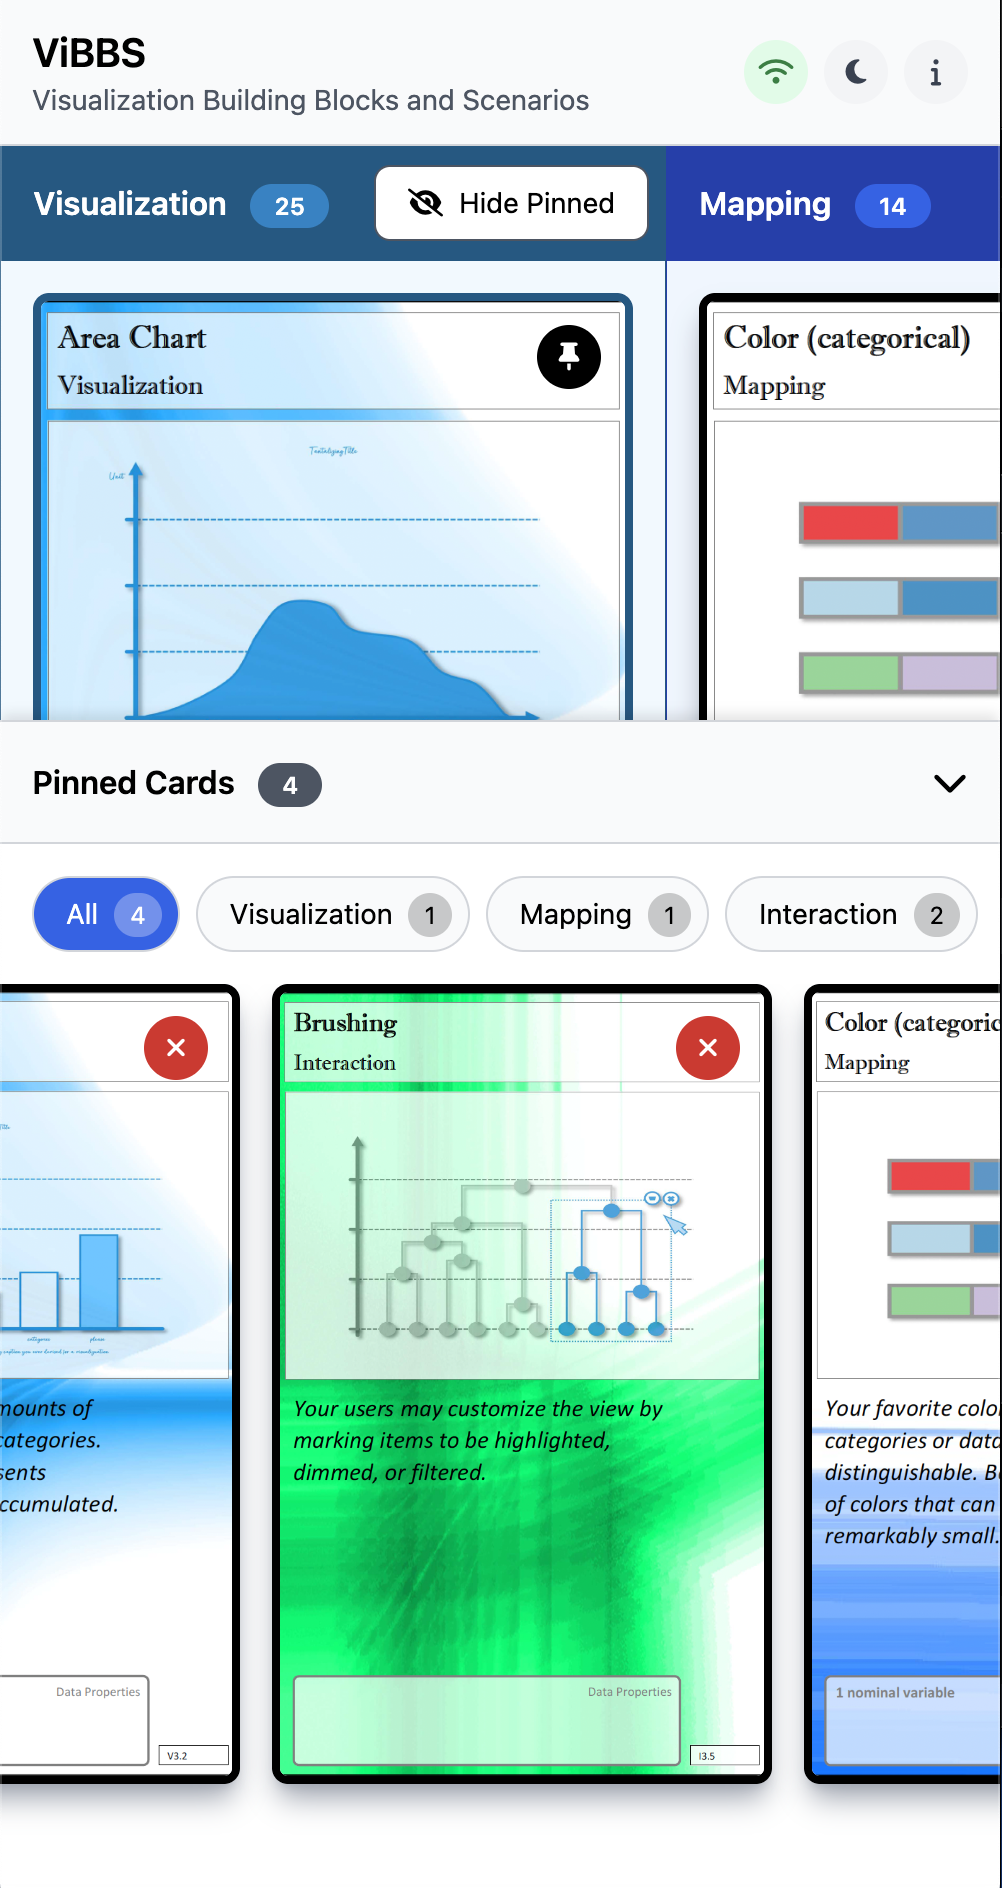 ViBBS
Visualization Building Blocks and Scenarios
Visualization 25
Hide Pinned
Mapping 14
Area Chart
Visualization
Tantalizing Title
Unit
Color (categorical)
Mapping
Pinned Cards 4
All 4
Visualization 1
Mapping 1
Interaction 2
categories
mounts of
categories.
sents
ccumulated.
Data Properties
V3.2
Brushing
Interaction
Your users may customize the view by
marking items to be highlighted,
dimmed, or filtered.
Data Properties
I3.5
Color (categoric
Mapping
Your favorite color
categories or data
distinguishable. B
of colors that can
remarkably small.
1 nominal variable